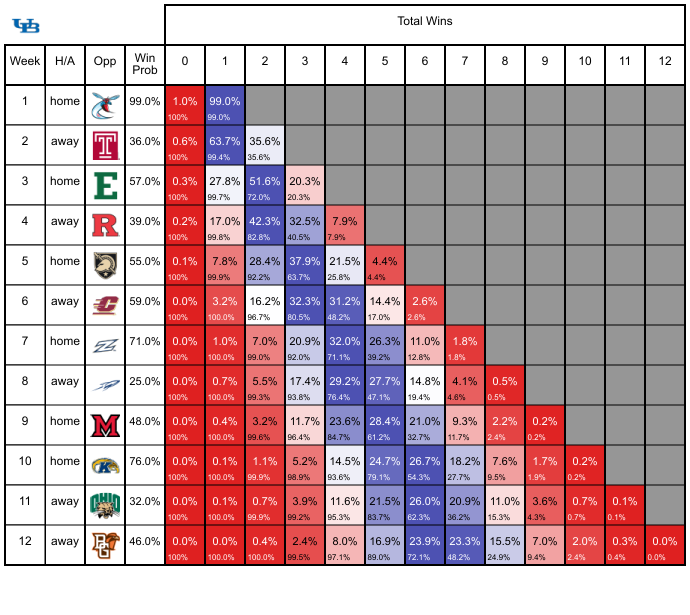 UB
Total Wins
Week H/A Opp Win Prob 0 1 2 3 4 5 6 7 8 9 10 11 12
1 home 99.0% 1.0% 99.0%
100% 99.0%
2 away T 36.0% 0.6% 63.7% 35.6%
100% 99.4% 35.6%
3 home E 57.0% 0.3% 27.8% 51.6% 20.3%
100% 99.7% 72.0% 20.3%
4 away R 39.0% 0.2% 17.0% 42.3% 32.5% 7.9%
100% 99.8% 82.8% 40.5% 7.9%
5 home 55.0% 0.1% 7.8% 28.4% 37.9% 21.5% 4.4%
100% 99.9% 92.2% 63.7% 25.8% 4.4%
6 away C 59.0% 0.0% 3.2% 16.2% 32.3% 31.2% 14.4% 2.6%
100% 100.0% 96.7% 80.5% 48.2% 17.0% 2.6%
7 home Z 71.0% 0.0% 1.0% 7.0% 20.9% 32.0% 26.3% 11.0% 1.8%
100% 100.0% 99.0% 92.0% 71.1% 39.2% 12.8% 1.8%
8 away 25.0% 0.0% 0.7% 5.5% 17.4% 29.2% 27.7% 14.8% 4.1% 0.5%
100% 100.0% 99.3% 93.8% 76.4% 47.1% 19.4% 4.6% 0.5%
9 home M 48.0% 0.0% 0.4% 3.2% 11.7% 23.6% 28.4% 21.0% 9.3% 2.2% 0.2%
100% 100.0% 99.6% 96.4% 84.7% 61.2% 32.7% 11.7% 2.4% 0.2%
10 home K 76.0% 0.0% 0.1% 1.1% 5.2% 14.5% 24.7% 26.7% 18.2% 7.6% 1.7% 0.2%
100% 100.0% 99.9% 98.9% 93.6% 79.1% 54.3% 27.7% 9.5% 1.9% 0.2%
11 away OHIO 32.0% 0.0% 0.1% 0.7% 3.9% 11.6% 21.5% 26.0% 20.9% 11.0% 3.6% 0.7% 0.1%
100% 100.0% 99.9% 99.2% 95.3% 83.7% 62.3% 36.2% 15.3% 4.3% 0.7% 0.1%
12 away BG 46.0% 0.0% 0.0% 0.4% 2.4% 8.0% 16.9% 23.9% 23.3% 15.5% 7.0% 2.0% 0.3% 0.0%
100% 100.0% 100.0% 99.5% 97.1% 89.0% 72.1% 48.2% 24.9% 9.4% 2.4% 0.4% 0.0%